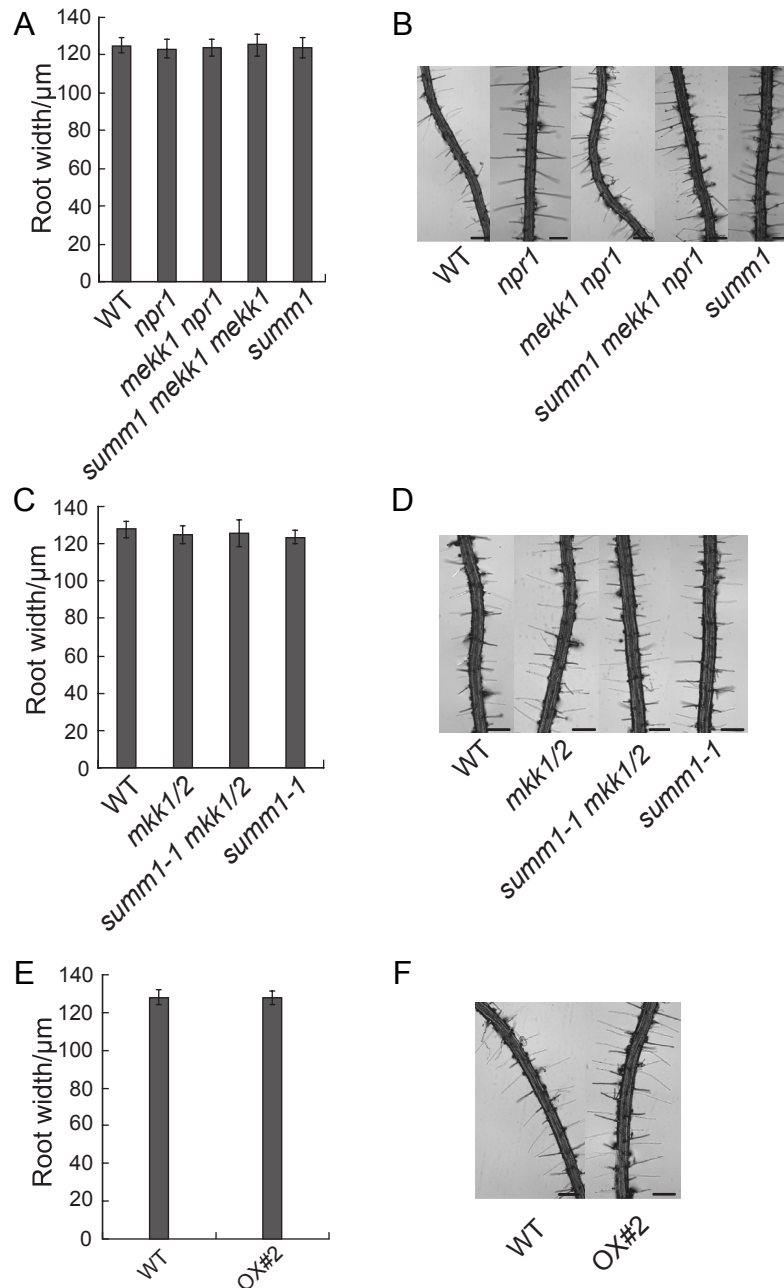 A
Root width/μm
140
120
100
80
60
40
20
0
WT
npr1
mekk1 npr1
summ1 mekk1 mekk1
summ1
B
WT
npr1
mekk1 npr1
summ1 mekk1 npr1
summ1
C
Root width/μm
140
120
100
80
60
40
20
0
WT
mkk1/2
summ1-1 mkk1/2
summ1-1
D
WT
mkk1/2
summ1-1 mkk1/2
summ1-1
E
Root width/μm
140
120
100
80
60
40
20
0
WT
OX#2
F
WT
OX#2